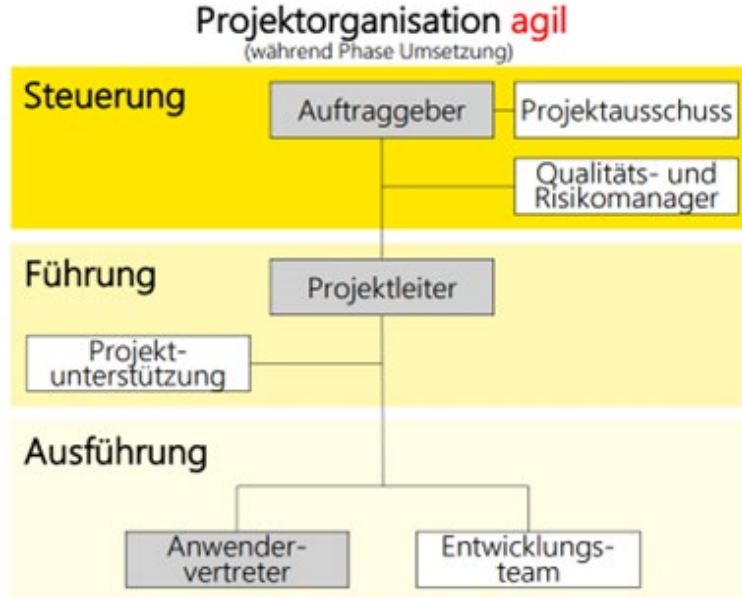 Projektorganisation agil
(während Phase Umsetzung)
Steuerung
Auftraggeber
Projektausschuss
Qualitäts- und
Risikomanager
Führung
Projektleiter
Projekt-
unterstützung
Ausführung
Anwender-
vertreter
Entwicklungs-
team